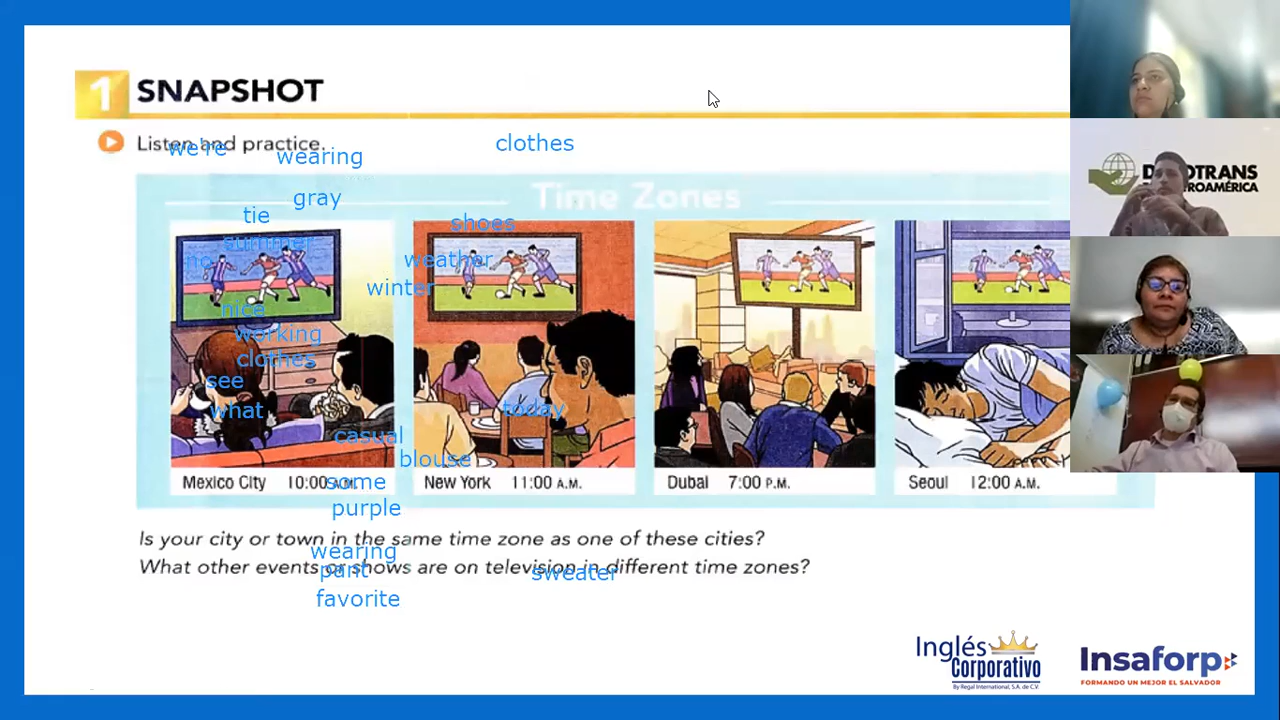 1 SNAPSHOT
Listen and practice.
we're
wearing
clothes
gray
tie
shoes
summer
no
weather
winter
nice
working
clothes
see
what
today
casual
blouse
some
purple
wearing
pant
sweater
favorite
Time Zones
Mexico City 10:00 A.M.
New York 11:00 A.M.
Dubai 7:00 P.M.
Seoul 12:00 A.M.
Is your city or town in the same time zone as one of these cities?
What other events or shows are on television in different time zones?
Inglés
Corporativo
By Regal International, S.A. de C.V.
Insaforp
FORMANDO UN MEJOR EL SALVADOR